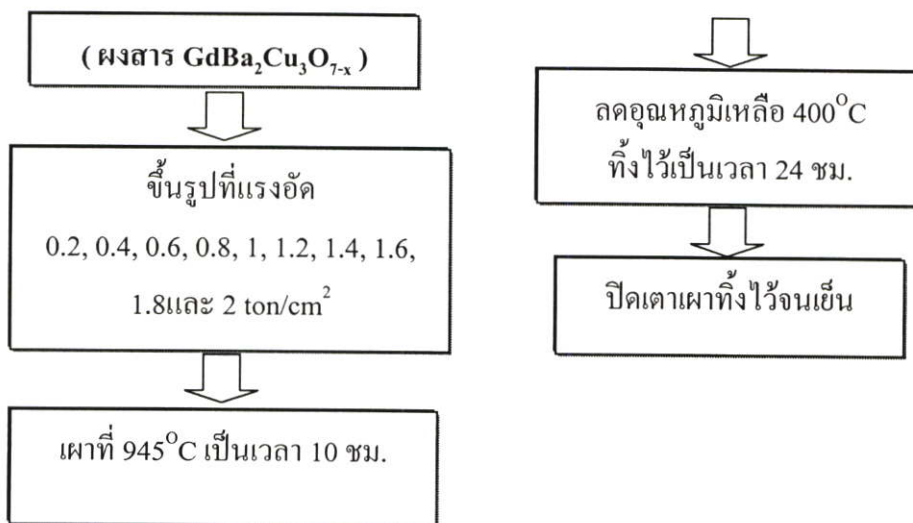 ( ผงสาร GdBa₂Cu₃O₇₋ₓ )
ขึ้นรูปที่แรงอัด
0.2, 0.4, 0.6, 0.8, 1, 1.2, 1.4, 1.6,
1.8และ 2 ton/cm²
เผาที่ 945°C เป็นเวลา 10 ชม.
ลดอุณหภูมิเหลือ 400°C
ทิ้งไว้เป็นเวลา 24 ชม.
ปิดเตาเผาทิ้งไว้จนเย็น